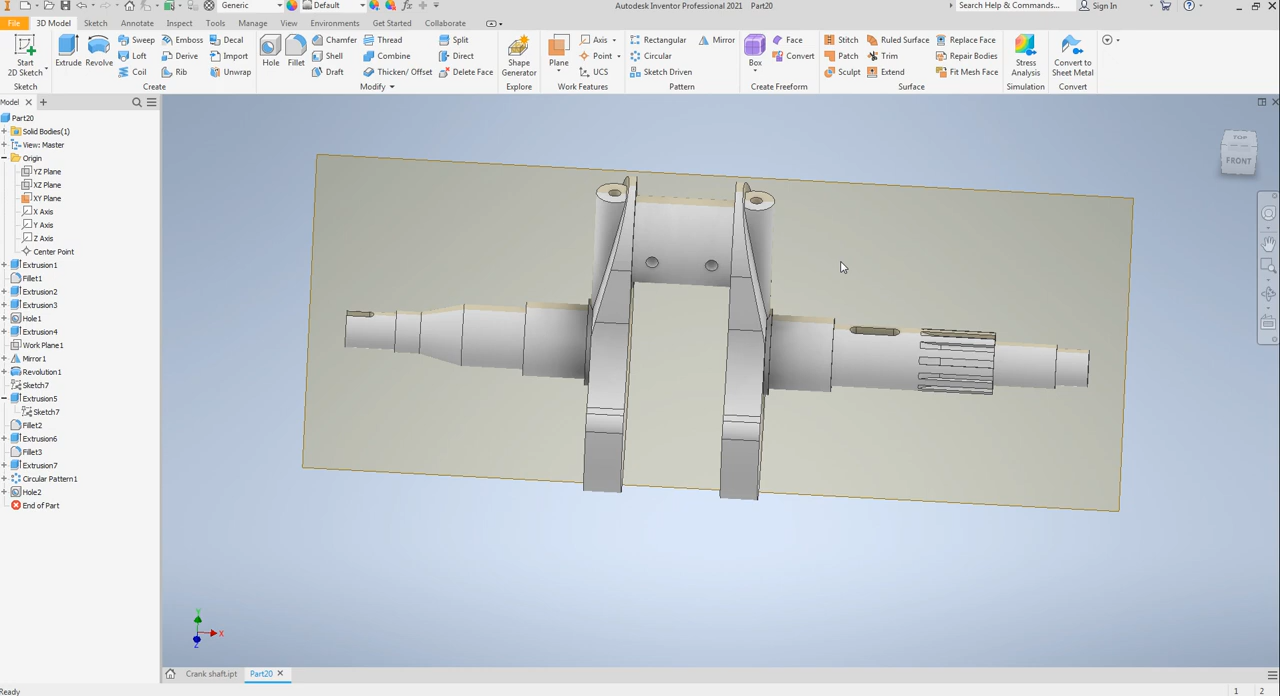 Generic
Default
fx
Autodesk Inventor Professional 2021 Part20
Search Help & Commands...
Sign In
File 3D Model Sketch Annotate Inspect Tools Manage View Environments Get Started Collaborate
Start
2D Sketch
Sketch
Extrude
Revolve
Sweep Emboss Decal
Loft Derive Import
Coil Rib Unwrap
Create
Hole
Fillet
Chamfer Thread Split
Shell Combine Direct
Draft Thicken/ Offset Delete Face
Modify
Shape
Generator
Explore
Plane
Axis
Point
UCS
Work Features
Rectangular Mirror
Circular
Sketch Driven
Pattern
Box
Face
Convert
Create Freeform
Stitch Ruled Surface Replace Face
Patch Trim Repair Bodies
Sculpt Extend Fit Mesh Face
Surface
Stress
Analysis
Simulation
Convert to
Sheet Metal
Convert
Model
Part20
Solid Bodies(1)
View: Master
Origin
YZ Plane
XZ Plane
XY Plane
X Axis
Y Axis
Z Axis
Center Point
Extrusion1
Fillet1
Extrusion2
Extrusion3
Hole1
Extrusion4
Work Plane1
Mirror1
Revolution1
Sketch7
Extrusion5
Sketch7
Fillet2
Extrusion6
Fillet3
Extrusion7
Circular Pattern1
Hole2
End of Part
TOP
FRONT
Y
X
Z
Crank shaft.ipt Part20
Ready
1 2